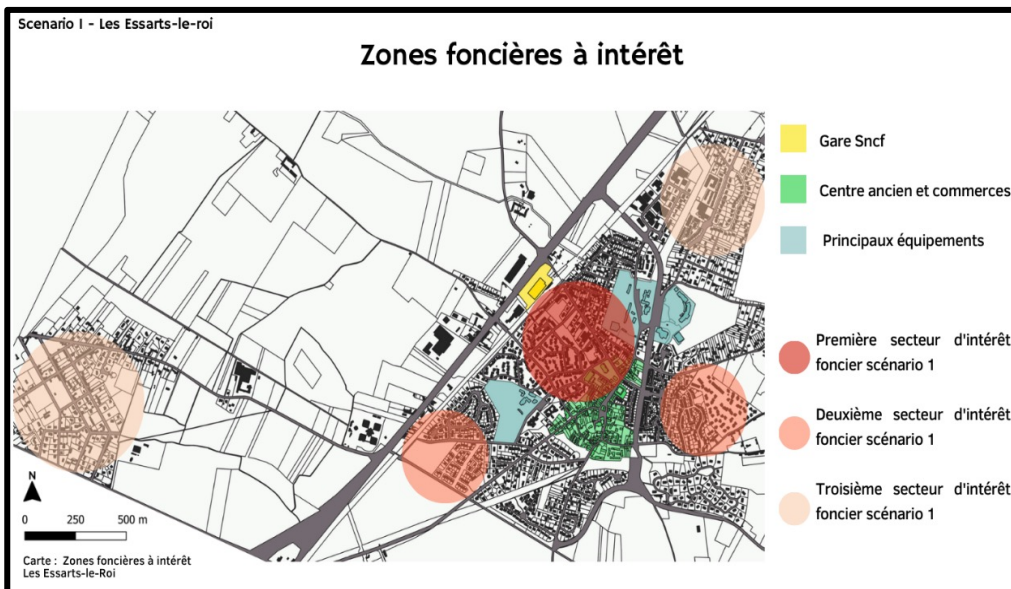 Scenario I - Les Essarts-le-roi
Zones foncières à intérêt
Gare Sncf
Centre ancien et commerces
Principaux équipements
Première secteur d'intérêt
foncier scénario 1
Deuxième secteur d'intérêt
foncier scénario 1
Troisième secteur d'intérêt
foncier scénario 1
N
0 250 500 m
Carte : Zones foncières à intérêt
Les Essarts-le-Roi